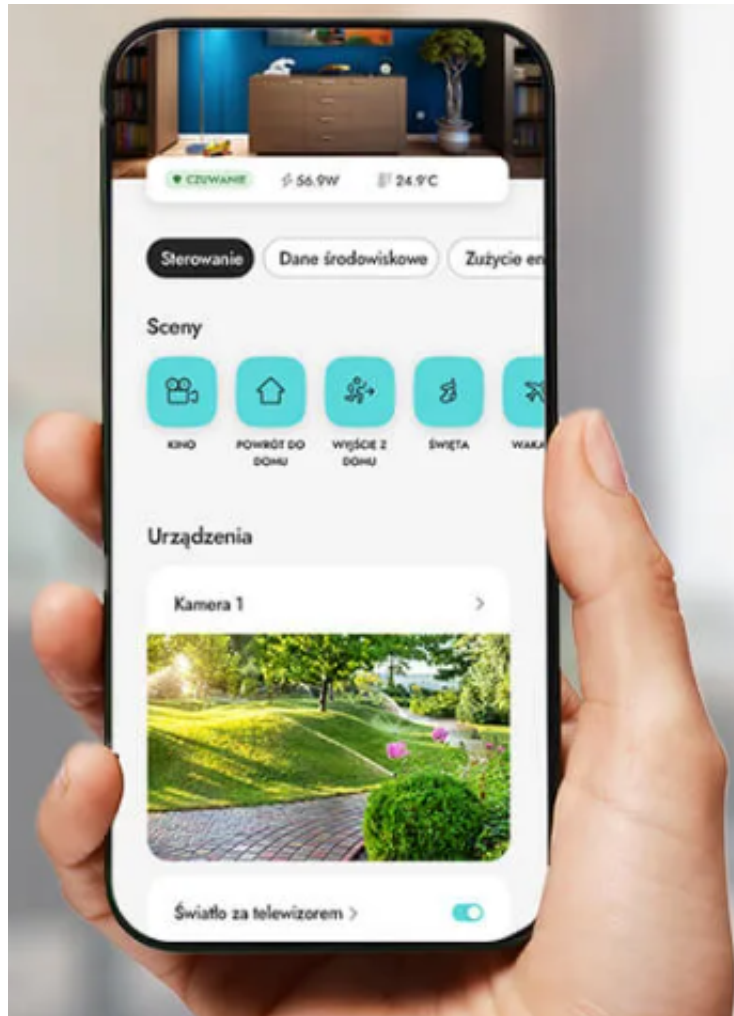 CZUWANIE 56.9W 24.9°C
Sterowanie Dane środowiskowe Zużycie en
Sceny
KINO POWRÓT DO WYJŚCIE Z ŚWIĘTA WAKA
DOMU DOMU
Urządzenia
Kamera 1
Światło za telewizorem